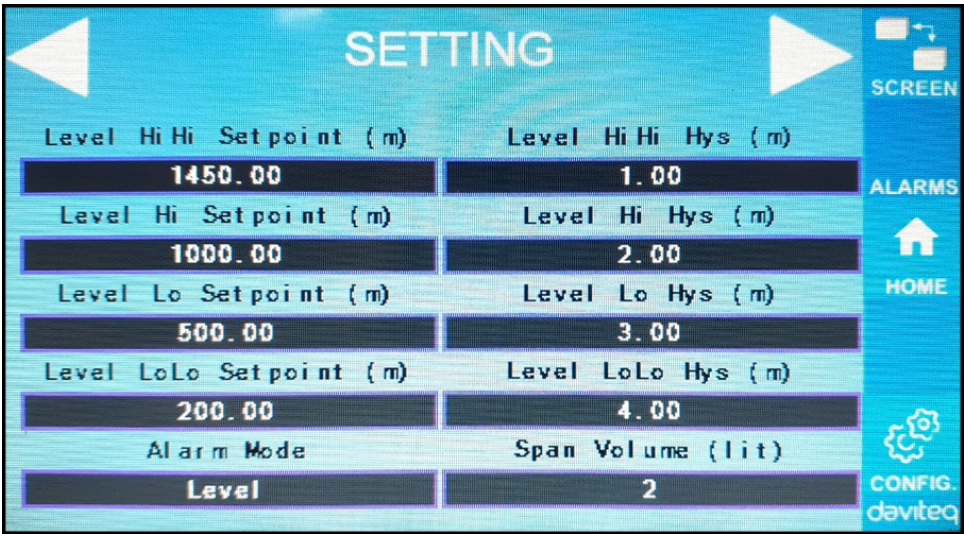 SETTING
SCREEN
Level HiHi Setpoint (m) Level HiHi Hys (m)
1450.00 1.00
ALARMS
Level Hi Setpoint (m) Level Hi Hys (m)
1000.00 2.00
HOME
Level Lo Setpoint (m) Level Lo Hys (m)
500.00 3.00
Level LoLo Setpoint (m) Level LoLo Hys (m)
200.00 4.00
Alarm Mode Span Volume (lit)
Level 2
CONFIG.
daviteq